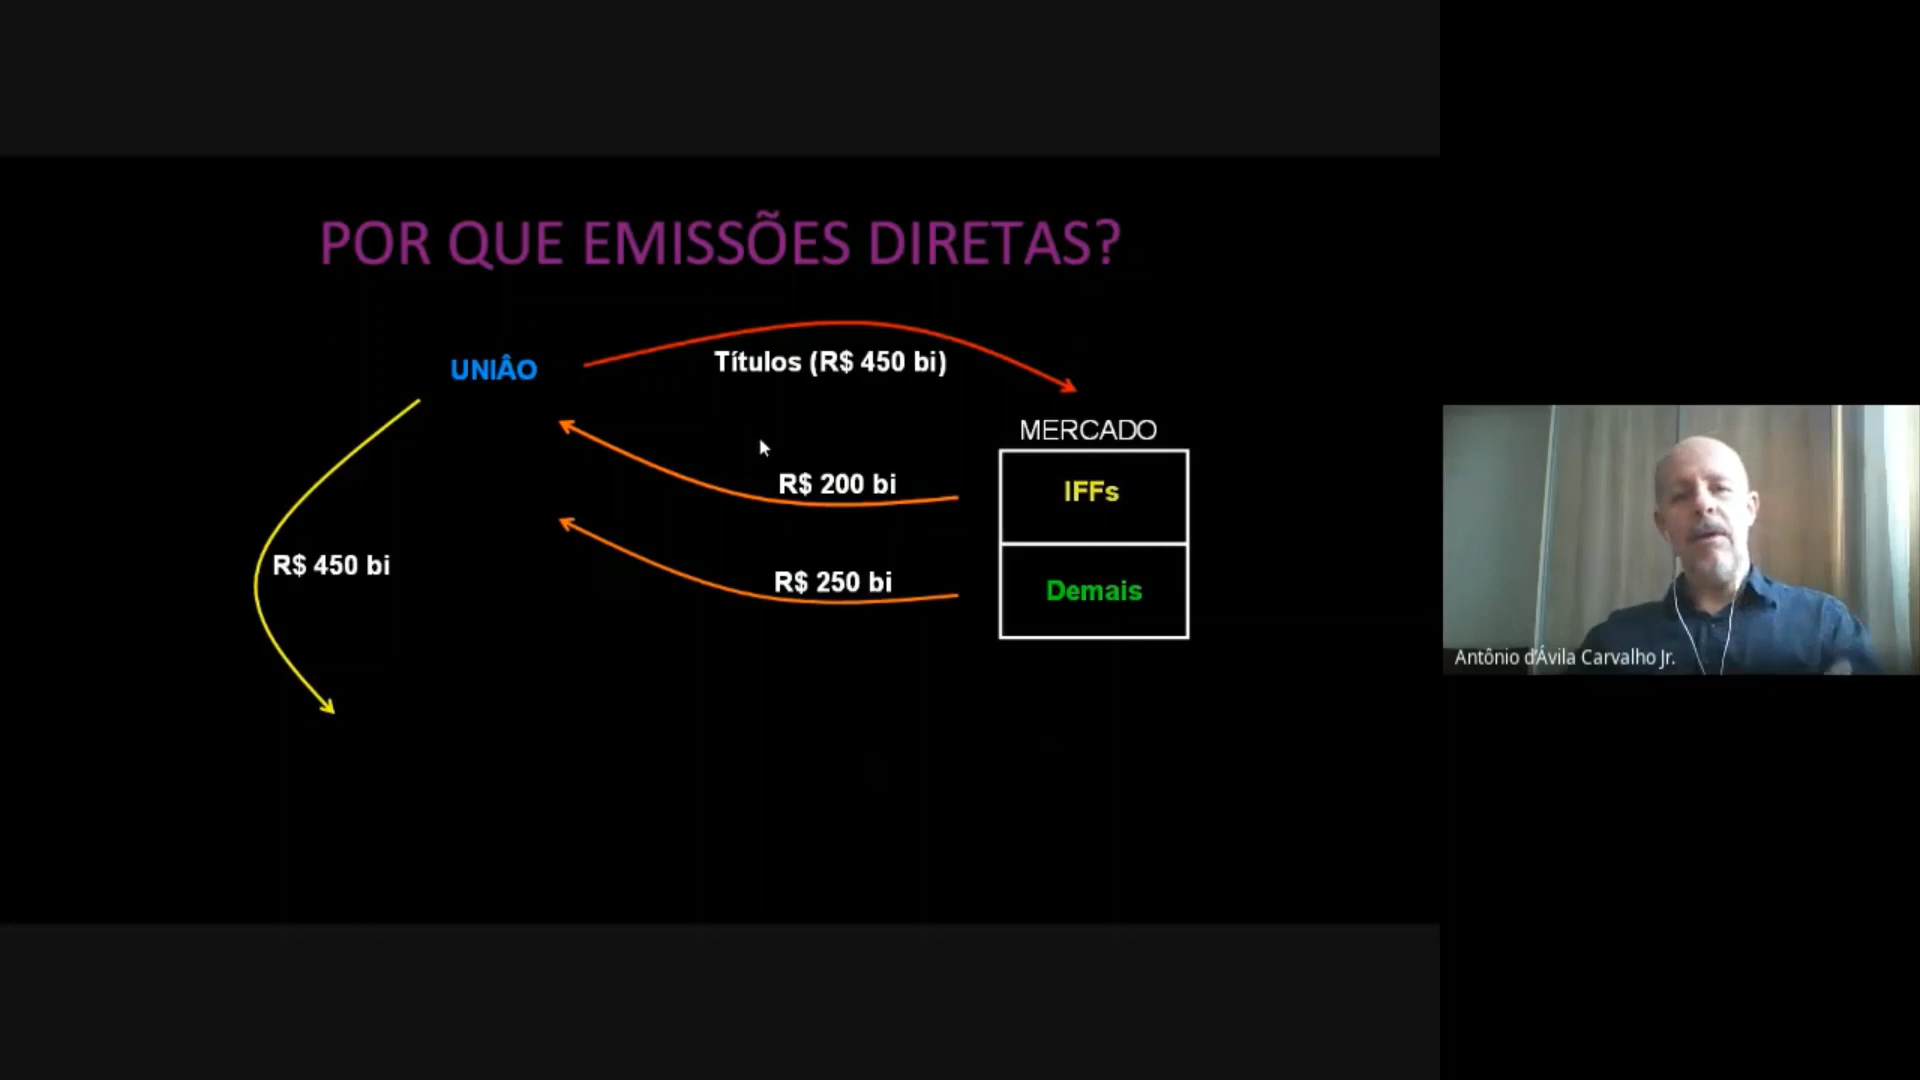 POR QUE EMISSÕES DIRETAS?
UNIÂO
Títulos (R$ 450 bi)
MERCADO
R$ 200 bi
IFFs
R$ 450 bi
R$ 250 bi
Demais
Antônio d'Ávila Carvalho Jr.